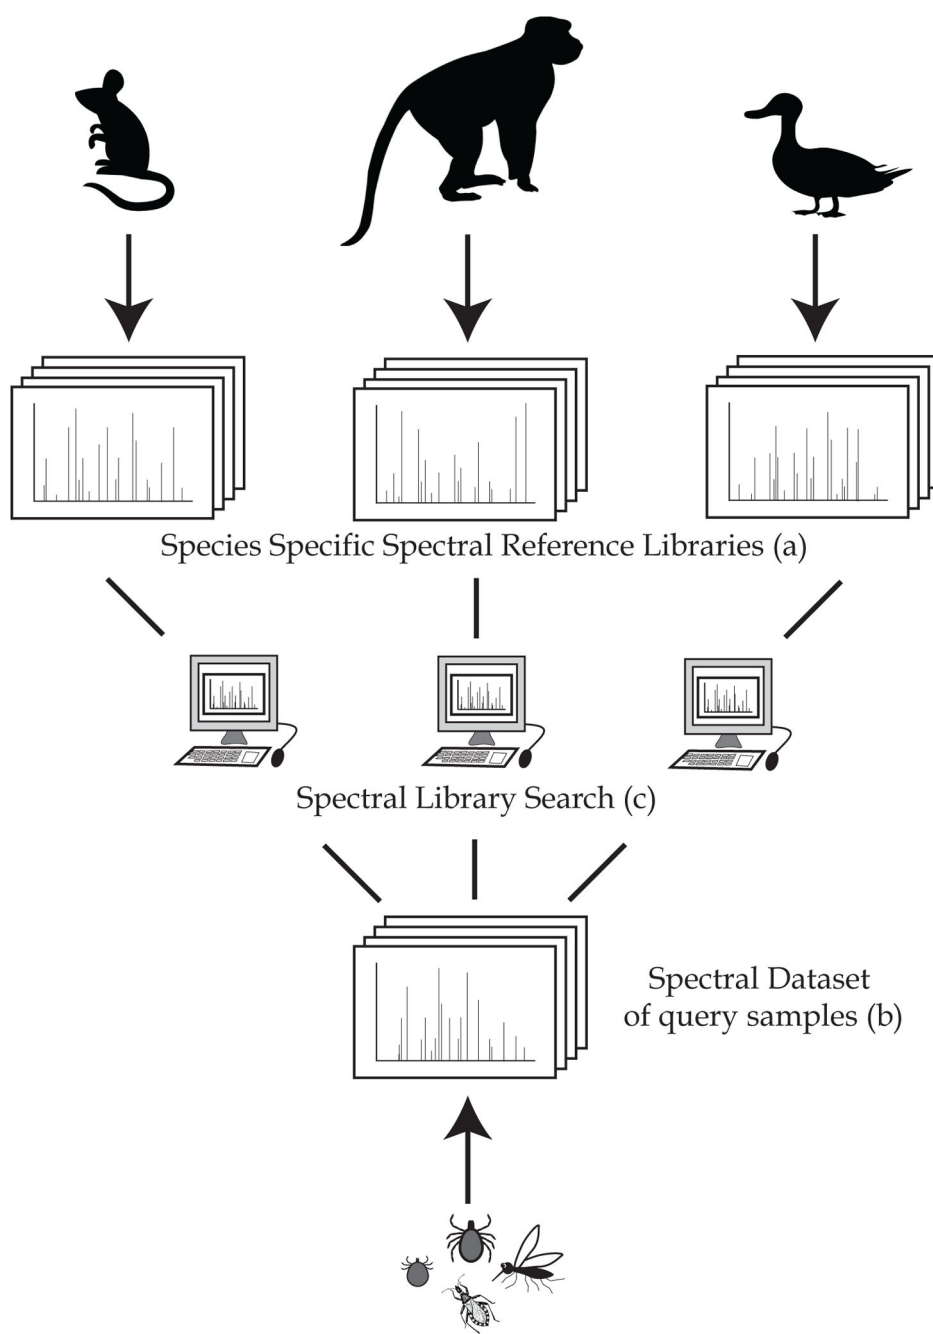 Species Specific Spectral Reference Libraries (a)
Spectral Library Search (c)
Spectral Dataset
of query samples (b)